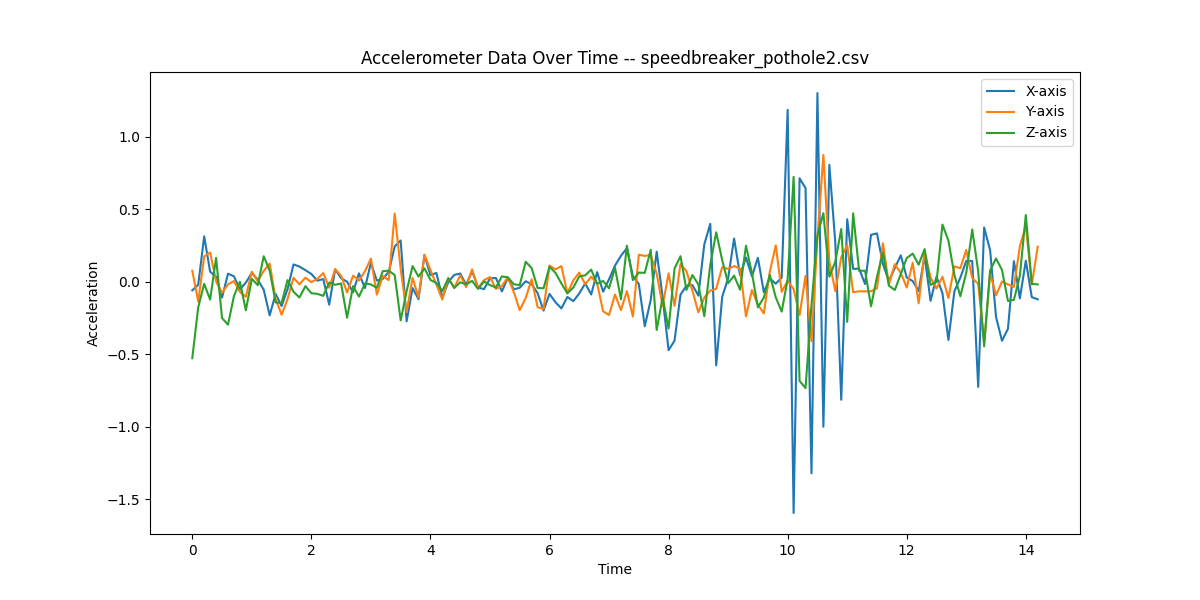 Accelerometer Data Over Time -- speedbreaker_pothole2.csv
X-axis
Y-axis
Z-axis
1.0
0.5
0.0
−0.5
−1.0
−1.5
Acceleration
0 2 4 6 8 10 12 14
Time